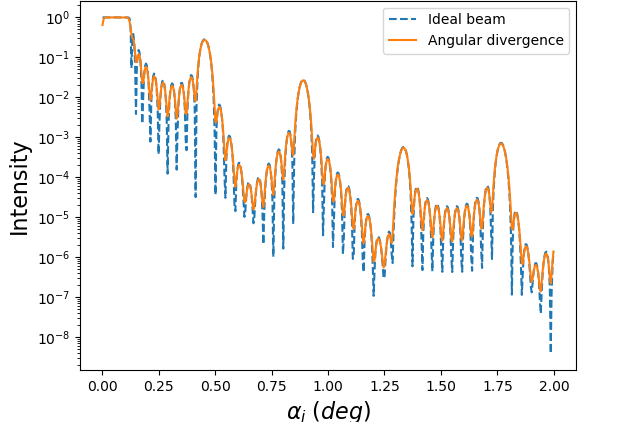 Ideal beam
Angular divergence
Intensity
10⁰
10⁻¹
10⁻²
10⁻³
10⁻⁴
10⁻⁵
10⁻⁶
10⁻⁷
10⁻⁸
0.00 0.25 0.50 0.75 1.00 1.25 1.50 1.75 2.00
αᵢ (deg)